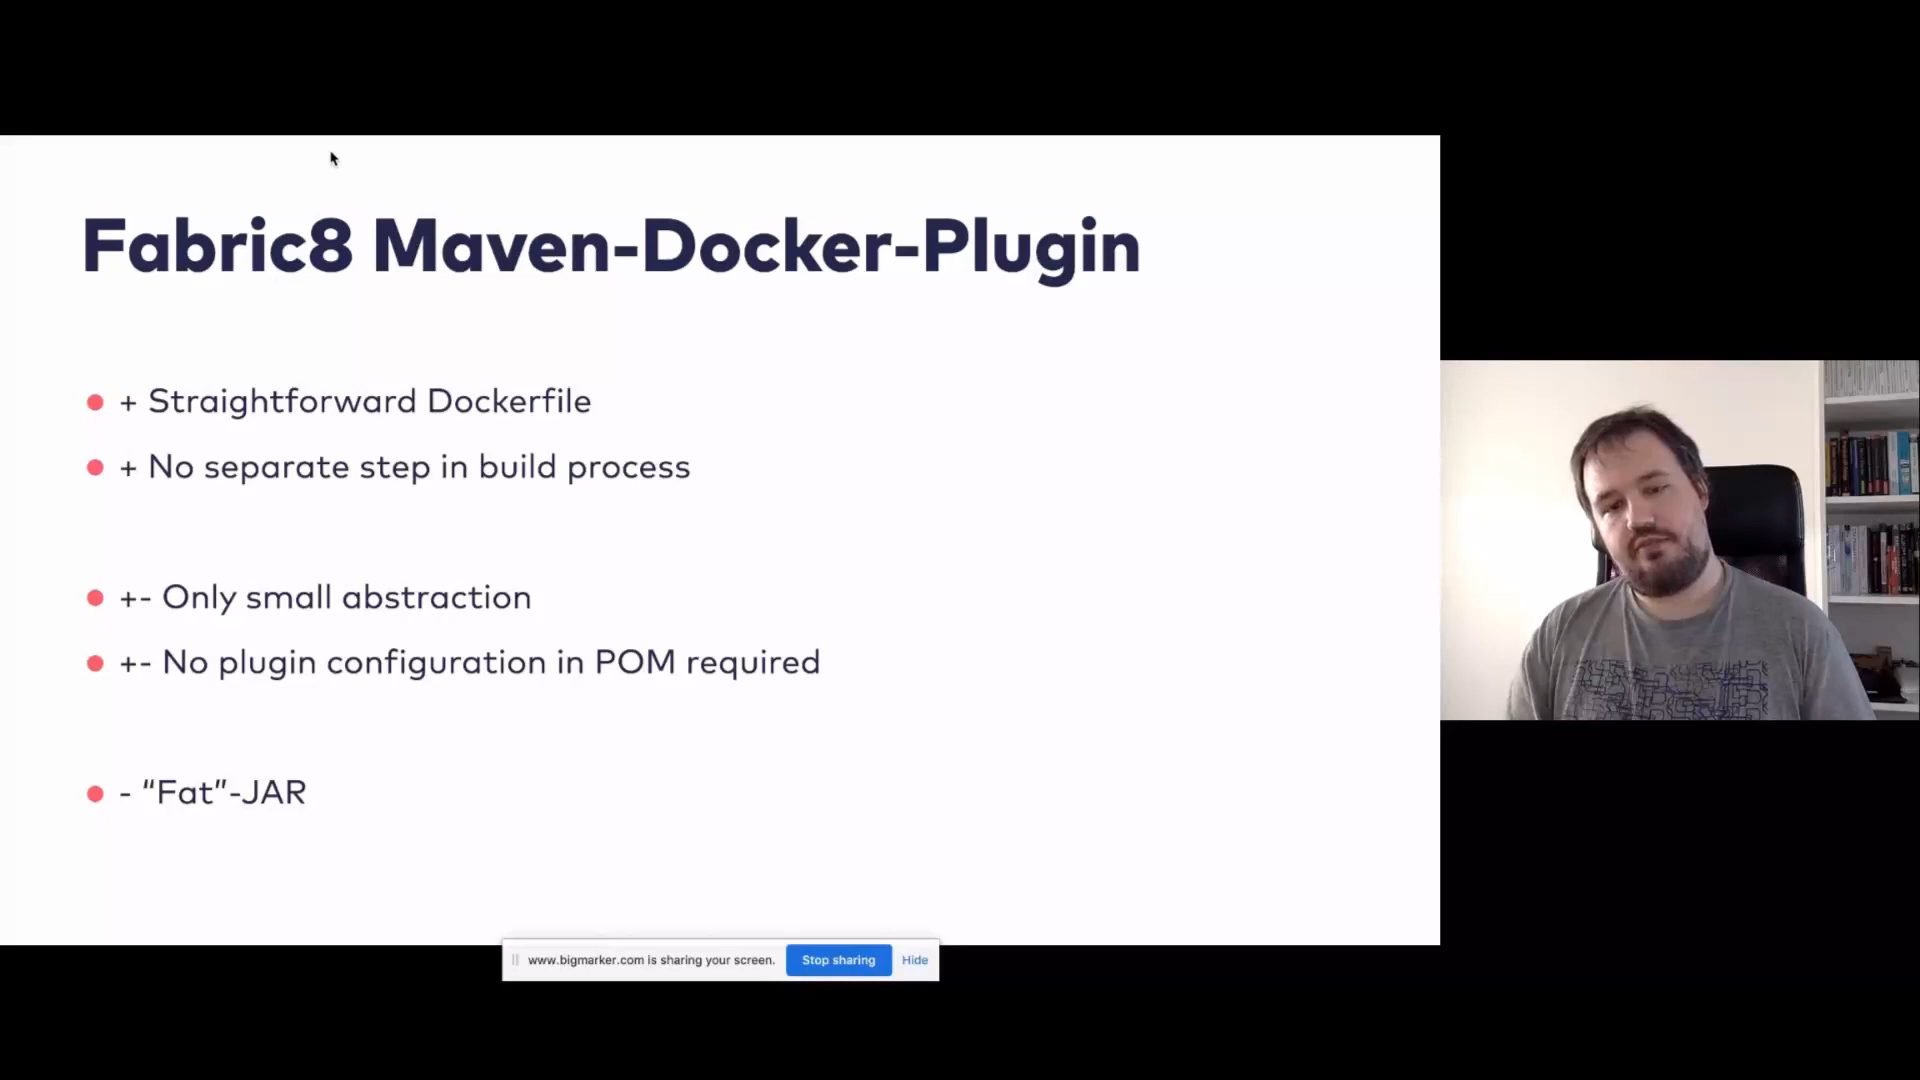 Fabric8 Maven-Docker-Plugin
+ Straightforward Dockerfile
+ No separate step in build process
+- Only small abstraction
+- No plugin configuration in POM required
- “Fat”-JAR
www.bigmarker.com is sharing your screen. Stop sharing Hide